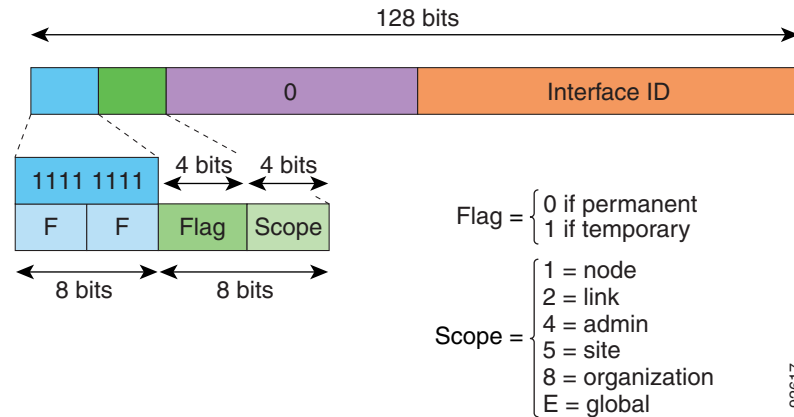 128 bits
0 Interface ID
1111 1111
4 bits 4 bits
F F Flag Scope
8 bits 8 bits
Flag = 0 if permanent
1 if temporary
Scope = 1 = node
2 = link
4 = admin
5 = site
8 = organization
E = global